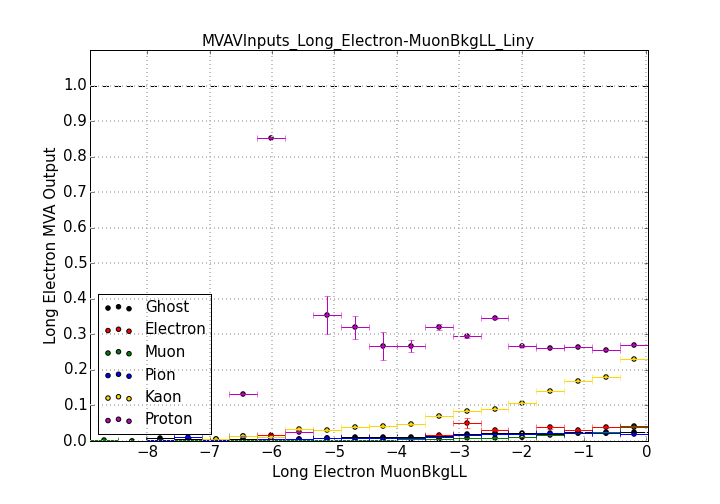 MVAVInputs_Long_Electron-MuonBkgLL_Liny
1.0
0.9
0.8
0.7
0.6
0.5
0.4
0.3
0.2
0.1
0.0
Long Electron MVA Output
Ghost
Electron
Muon
Pion
Kaon
Proton
−8 −7 −6 −5 −4 −3 −2 −1 0
Long Electron MuonBkgLL